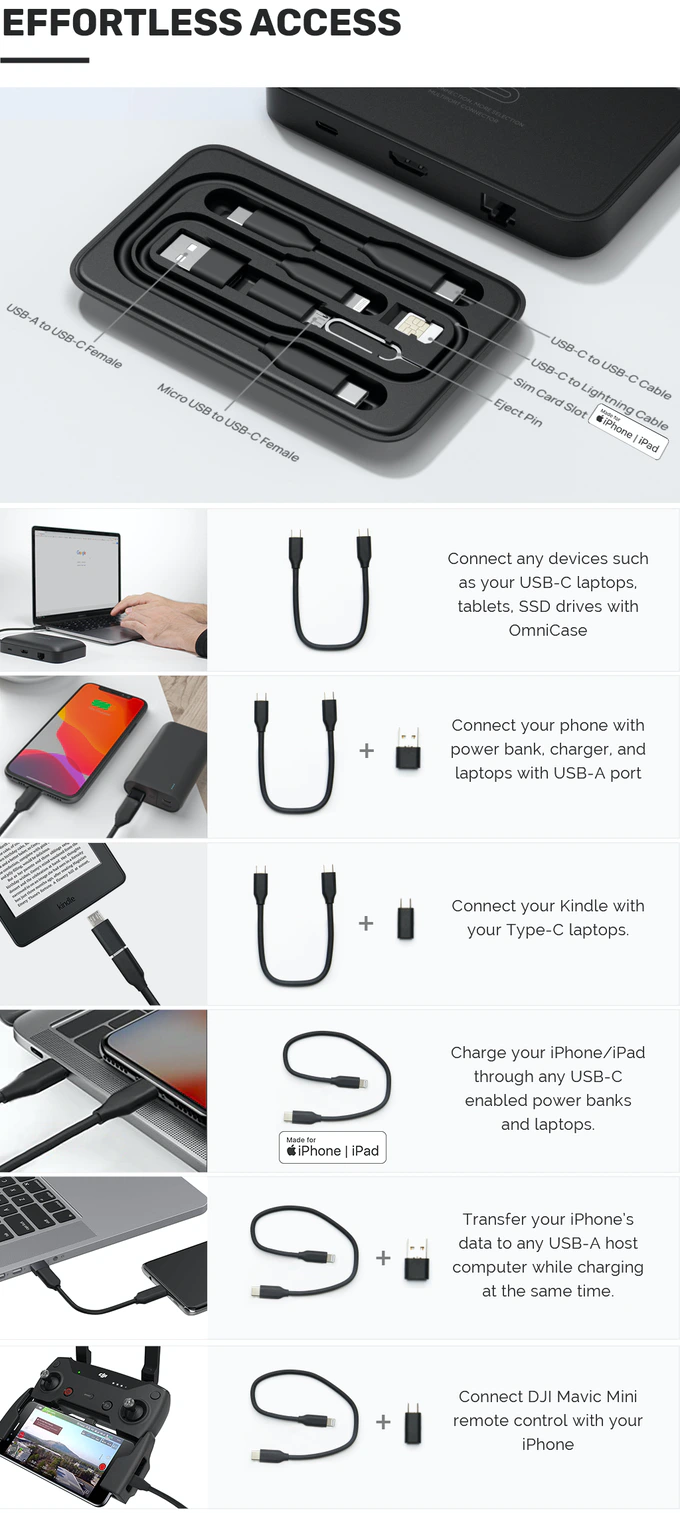 EFFORTLESS ACCESS
MULTIPORT CONNECTOR
USB-A to USB-C Female
Micro USB to USB-C Female
USB-C to USB-C Cable
USB-C to Lightning Cable
Sim Card Slot
Eject Pin
Made for
iPhone | iPad
Google
Connect any devices such
as your USB-C laptops,
tablets, SSD drives with
OmniCase
+
Connect your phone with
power bank, charger, and
laptops with USB-A port
kindle
+
Connect your Kindle with
your Type-C laptops.
Made for
iPhone | iPad
Charge your iPhone/iPad
through any USB-C
enabled power banks
and laptops.
+
Transfer your iPhone's
data to any USB-A host
computer while charging
at the same time.
dji
+
Connect DJI Mavic Mini
remote control with your
iPhone